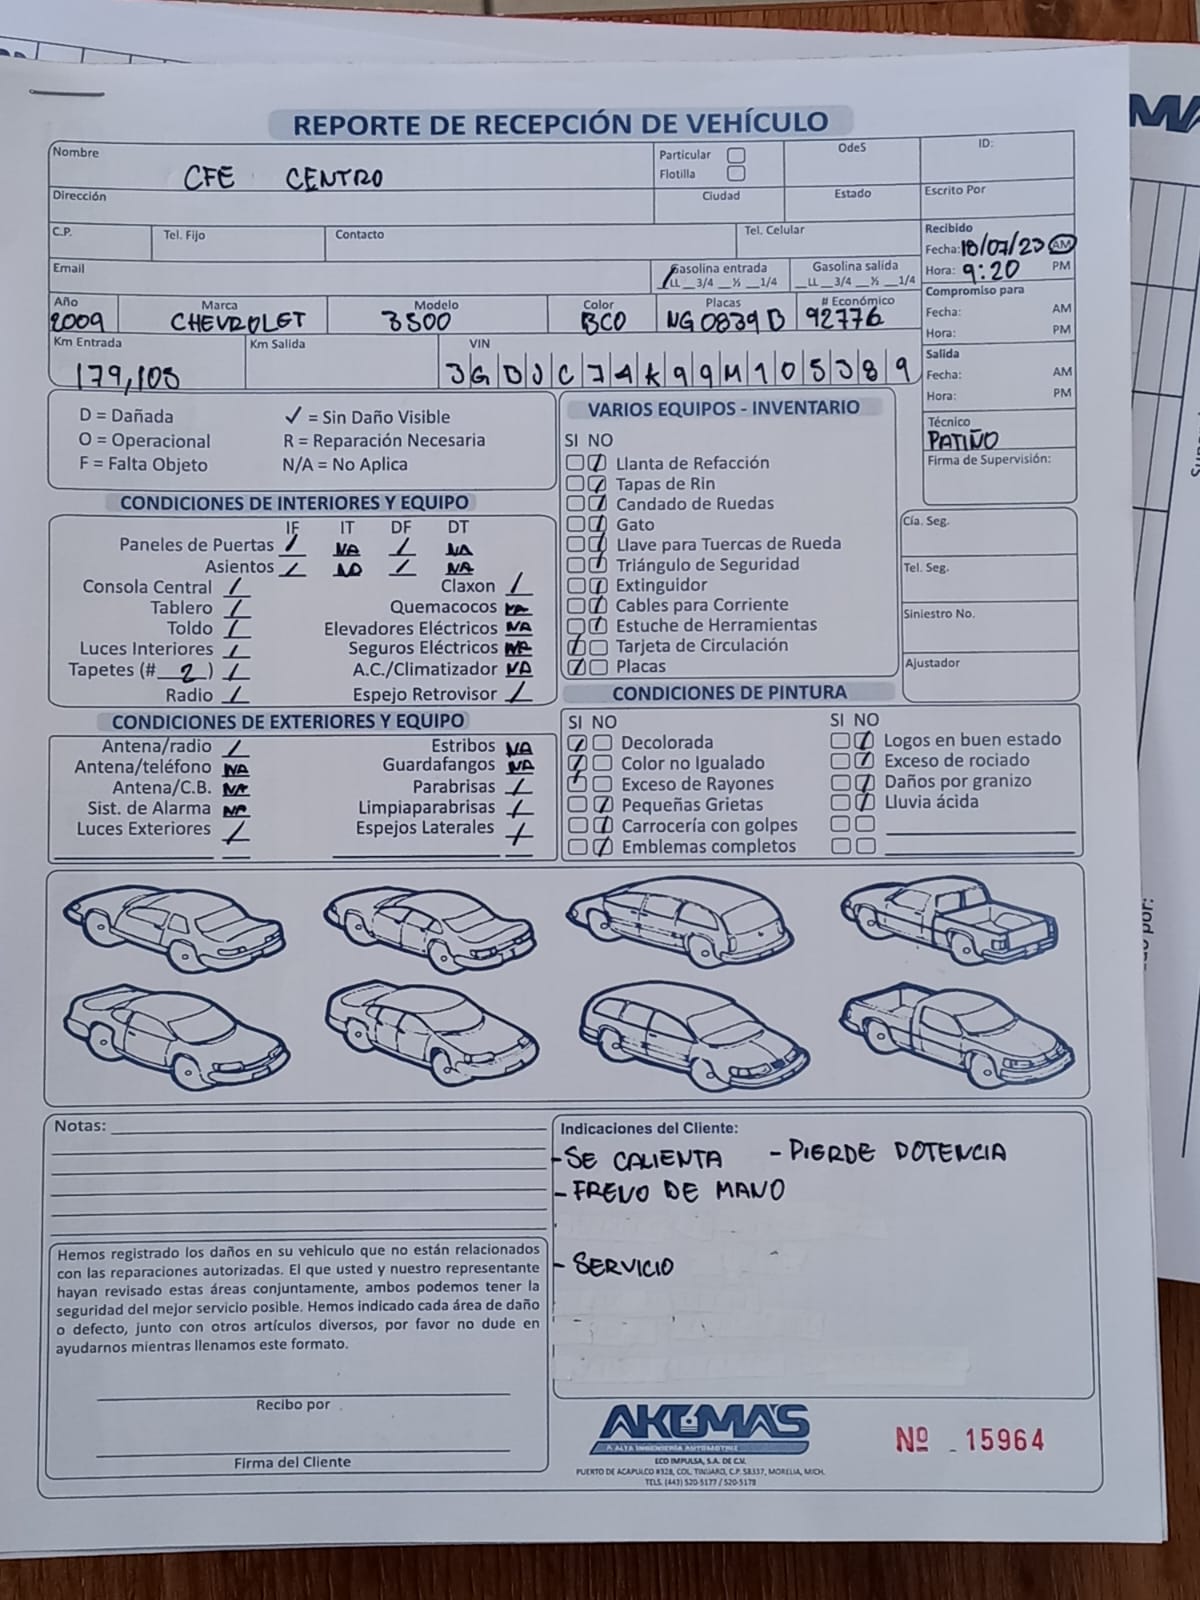 REPORTE DE RECEPCIÓN DE VEHÍCULO
Nombre CFE CENTRO
Particular
Flotilla
OdeS
ID:
Dirección
Ciudad
Estado
Escrito Por
C.P.
Tel. Fijo
Contacto
Tel. Celular
Recibido
Fecha: 18/07/23 AM
Hora: 9:20 PM
Email
Gasolina entrada
LL __3/4 __½ __1/4
Gasolina salida
__LL __3/4 __½ __1/4
Compromiso para
Fecha: AM
Hora: PM
Año 2009
Marca CHEVROLET
Modelo 3500
Color BCO
Placas NG0839B
# Económico 92776
Km Entrada 179,105
Km Salida
VIN 3GDJC74K99M105389
Salida
Fecha: AM
Hora: PM
Técnico
PATIÑO
Firma de Supervisión:
D = Dañada ✓ = Sin Daño Visible
O = Operacional R = Reparación Necesaria
F = Falta Objeto N/A = No Aplica
CONDICIONES DE INTERIORES Y EQUIPO
IF IT DF DT
Paneles de Puertas / NA / NA
Asientos / NO / NA
Consola Central / Claxon /
Tablero / Quemacocos NA
Toldo / Elevadores Eléctricos NA
Luces Interiores / Seguros Eléctricos NA
Tapetes (# 2 ) / A.C./Climatizador NA
Radio / Espejo Retrovisor /
CONDICIONES DE EXTERIORES Y EQUIPO
Antena/radio / Estribos NA
Antena/teléfono NA Guardafangos NA
Antena/C.B. NA Parabrisas /
Sist. de Alarma NA Limpiaparabrisas /
Luces Exteriores / Espejos Laterales /
VARIOS EQUIPOS - INVENTARIO
SI NO
Llanta de Refacción
Tapas de Rin
Candado de Ruedas
Gato
Llave para Tuercas de Rueda
Triángulo de Seguridad
Extinguidor
Cables para Corriente
Estuche de Herramientas
Tarjeta de Circulación
Placas
Cía. Seg.
Tel. Seg.
Siniestro No.
Ajustador
CONDICIONES DE PINTURA
SI NO SI NO
Decolorada Logos en buen estado
Color no Igualado Exceso de rociado
Exceso de Rayones Daños por granizo
Pequeñas Grietas Lluvia ácida
Carrocería con golpes
Emblemas completos
Notas:
Indicaciones del Cliente:
- SE CALIENTA - PIERDE POTENCIA
- FRENO DE MANO
- SERVICIO
Hemos registrado los daños en su vehiculo que no están relacionados
con las reparaciones autorizadas. El que usted y nuestro representante
hayan revisado estas áreas conjuntamente, ambos podemos tener la
seguridad del mejor servicio posible. Hemos indicado cada área de daño
o defecto, junto con otros artículos diversos, por favor no dude en
ayudarnos mientras llenamos este formato.
Recibo por
Firma del Cliente
AKUMA'S
A ALTA INGENIERÍA AUTOMOTRIZ
ECO IMPULSA, S.A. DE C.V.
PUERTO DE ACAPULCO #328, COL. TINIJARO, C.P. 58337, MORELIA, MICH.
TELS. (443) 520-5177 / 520-5178
Nº 15964